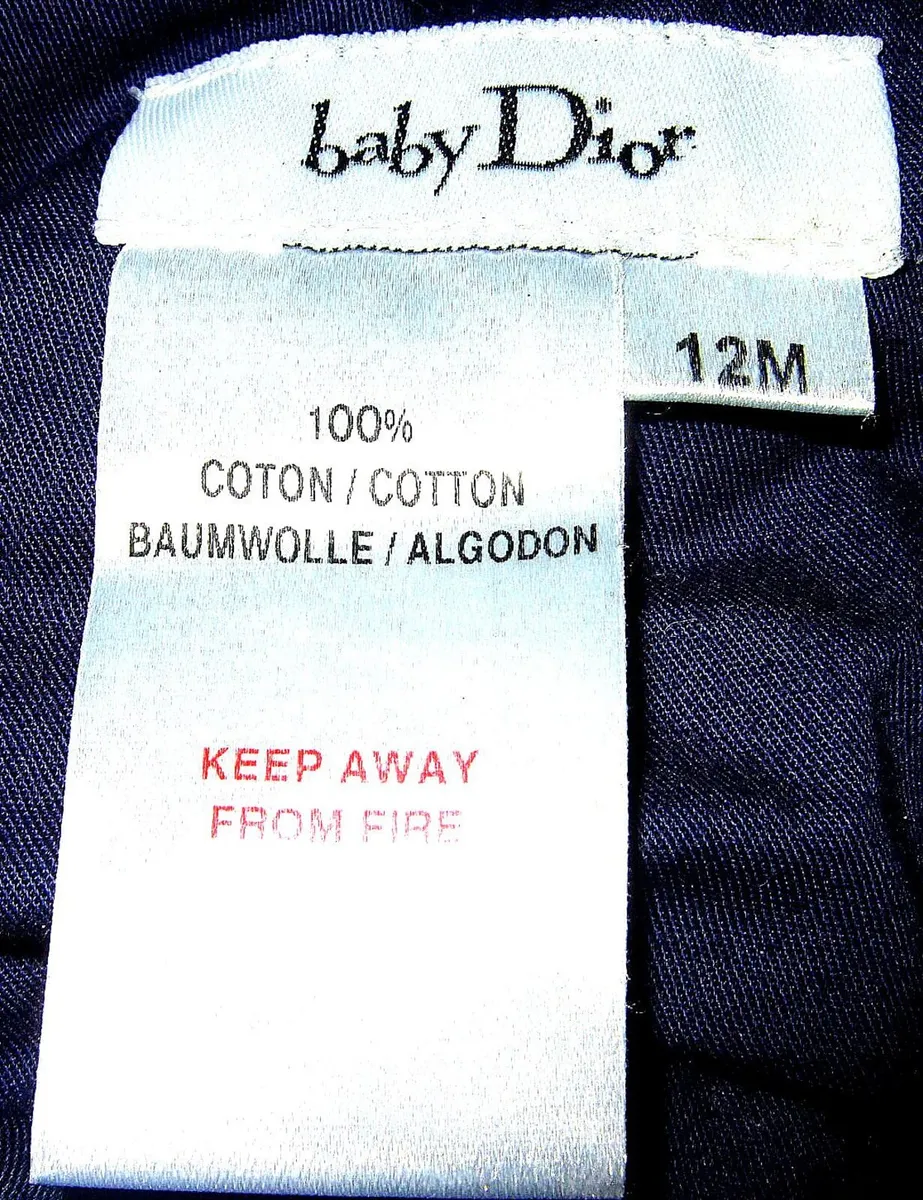 baby Dior
12M
100%
COTON / COTTON
BAUMWOLLE / ALGODON
KEEP AWAY
FROM FIRE